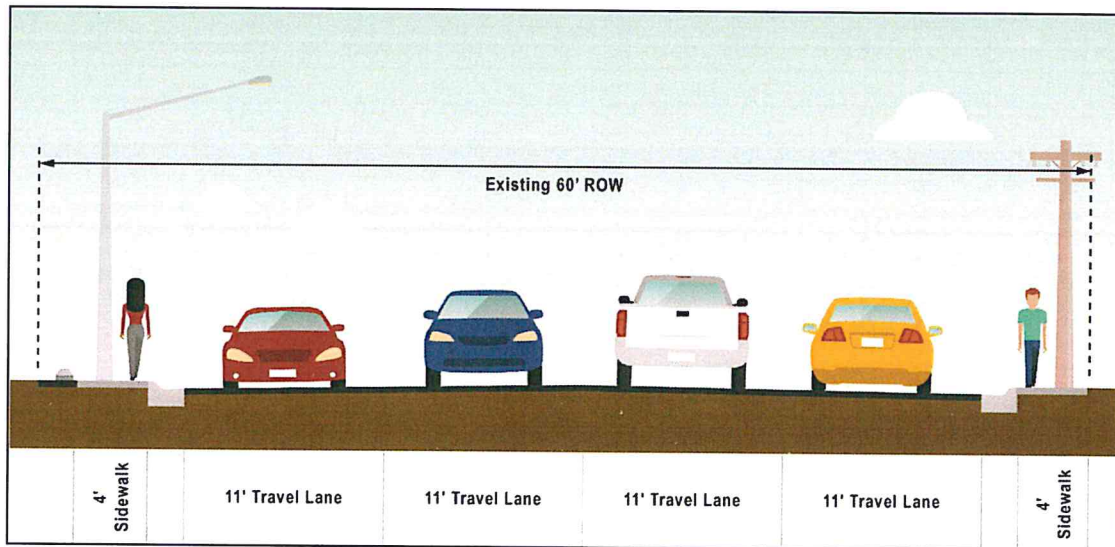 Existing 60' ROW
4'
Sidewalk
11' Travel Lane
11' Travel Lane
11' Travel Lane
11' Travel Lane
4'
Sidewalk